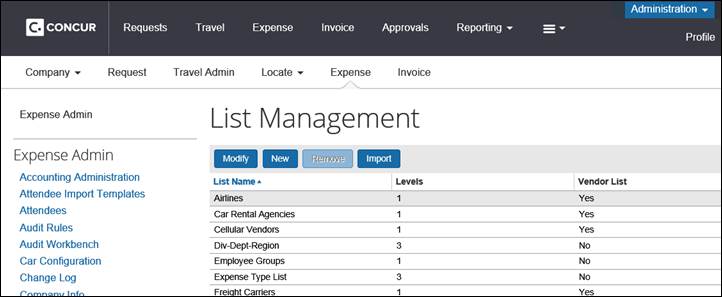 Administration
C. CONCUR Requests Travel Expense Invoice Approvals Reporting
Profile
Company Request Travel Admin Locate Expense Invoice
Expense Admin
List Management
Expense Admin
Modify New Remove Import
Accounting Administration
List Name Levels Vendor List
Attendee Import Templates
Airlines 1 Yes
Attendees
Car Rental Agencies 1 Yes
Audit Rules
Cellular Vendors 1 Yes
Audit Workbench
Div-Dept-Region 3 No
Car Configuration
Employee Groups 1 No
Change Log
Expense Type List 3 No
Company Info
Freight Carriers 1 Yes